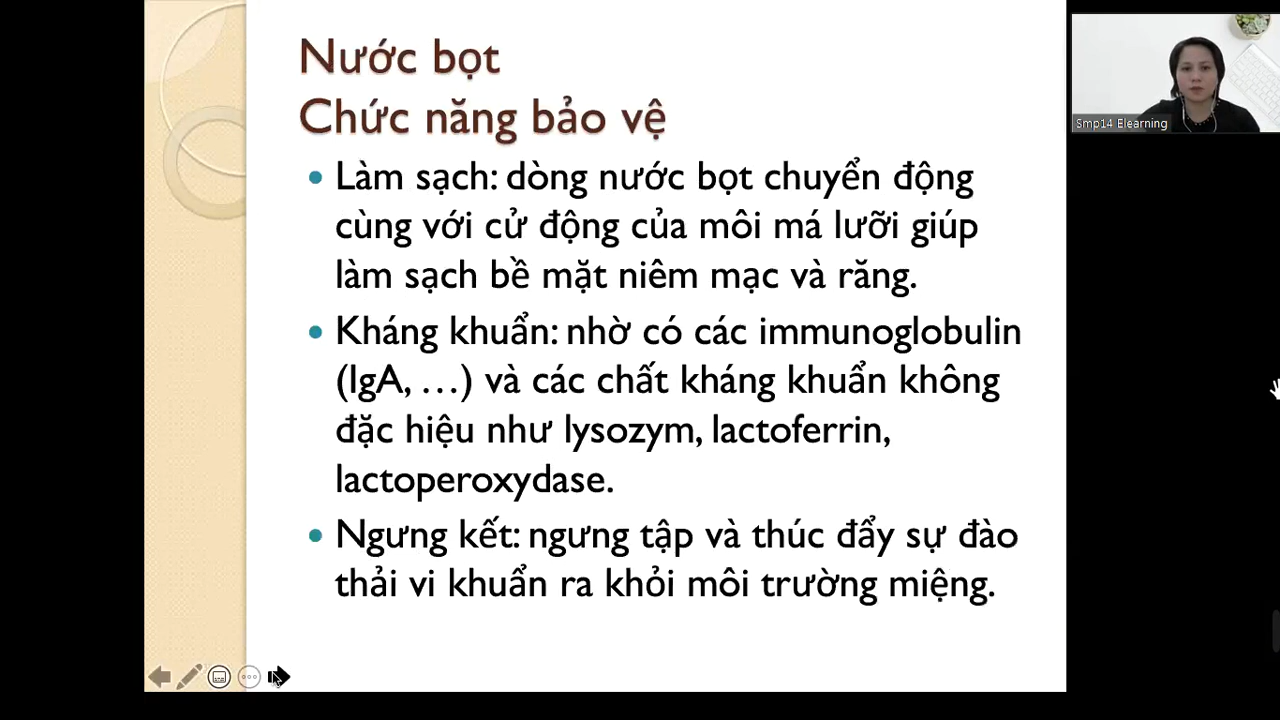 Nước bọt
Chức năng bảo vệ
Làm sạch: dòng nước bọt chuyển động
cùng với cử động của môi má lưỡi giúp
làm sạch bề mặt niêm mạc và răng.
Kháng khuẩn: nhờ có các immunoglobulin
(IgA, …) và các chất kháng khuẩn không
đặc hiệu như lysozym, lactoferrin,
lactoperoxydase.
Ngưng kết: ngưng tập và thúc đẩy sự đào
thải vi khuẩn ra khỏi môi trường miệng.
Smp14 Elearning